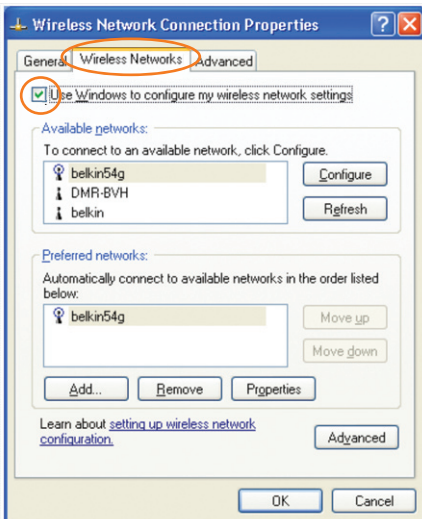 Wireless Network Connection Properties
General Wireless Networks Advanced
Use Windows to configure my wireless network settings
Available networks:
To connect to an available network, click Configure.
belkin54g
DMR-BVH
belkin
Configure
Refresh
Preferred networks:
Automatically connect to available networks in the order listed
below:
belkin54g
Move up
Move down
Add... Remove Properties
Learn about setting up wireless network
configuration.
Advanced
OK Cancel